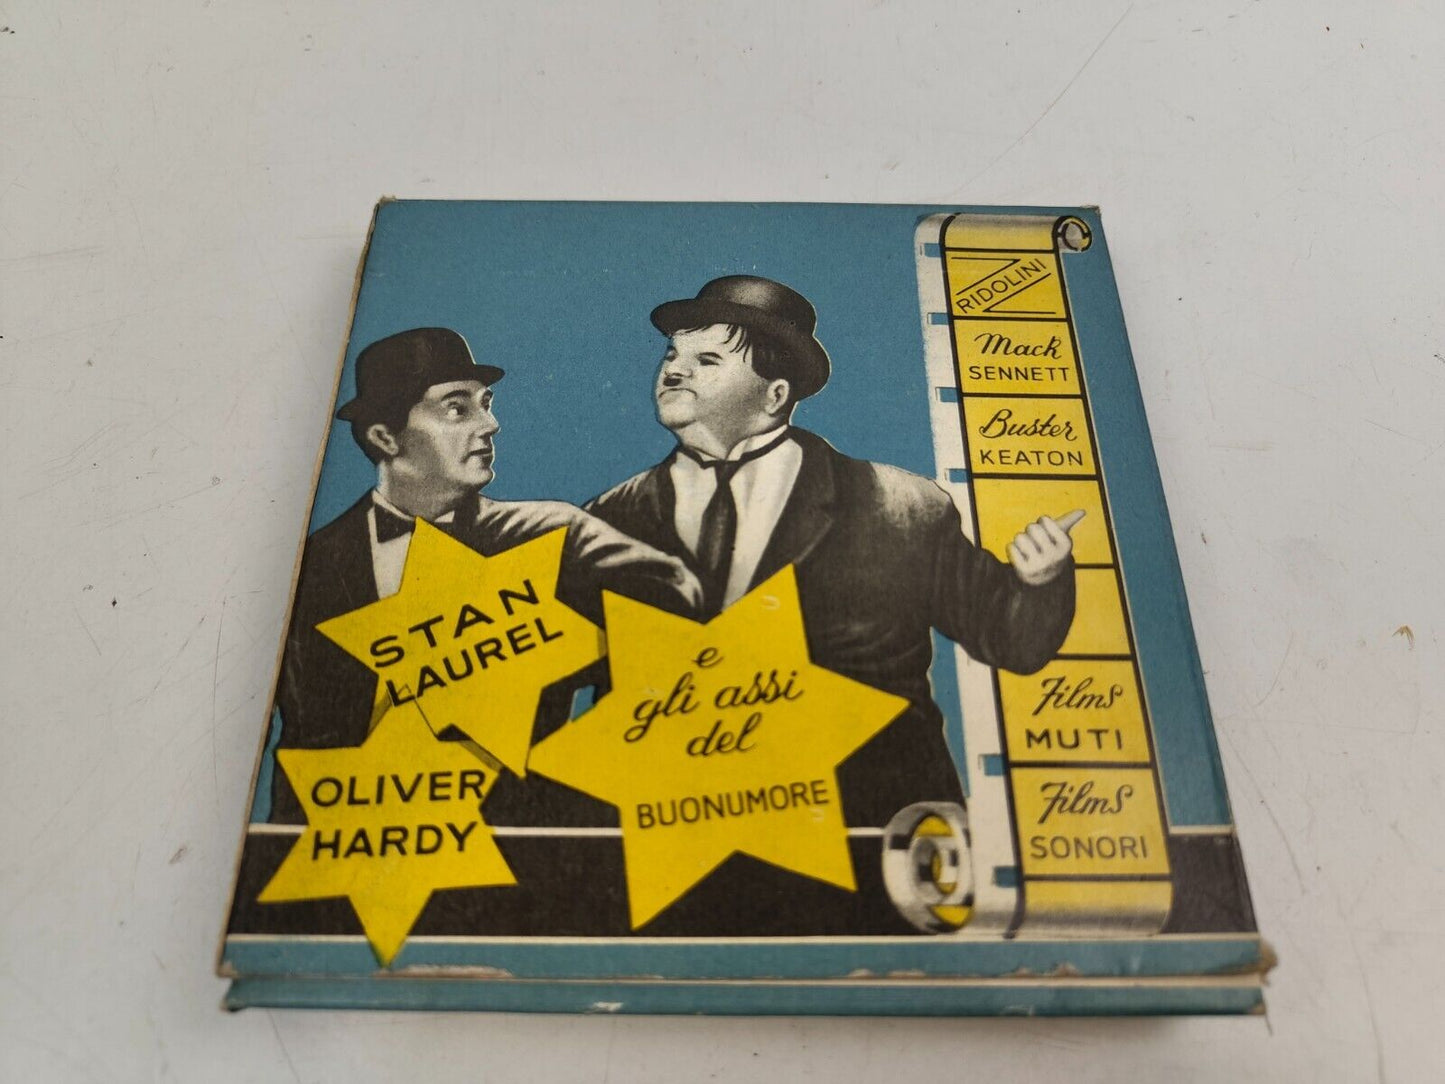 STAN
LAUREL
OLIVER
HARDY
e
gli assi
del
BUONUMORE
RIDOLINI
Mack
SENNETT
Buster
KEATON
Films
MUTI
Films
SONORI